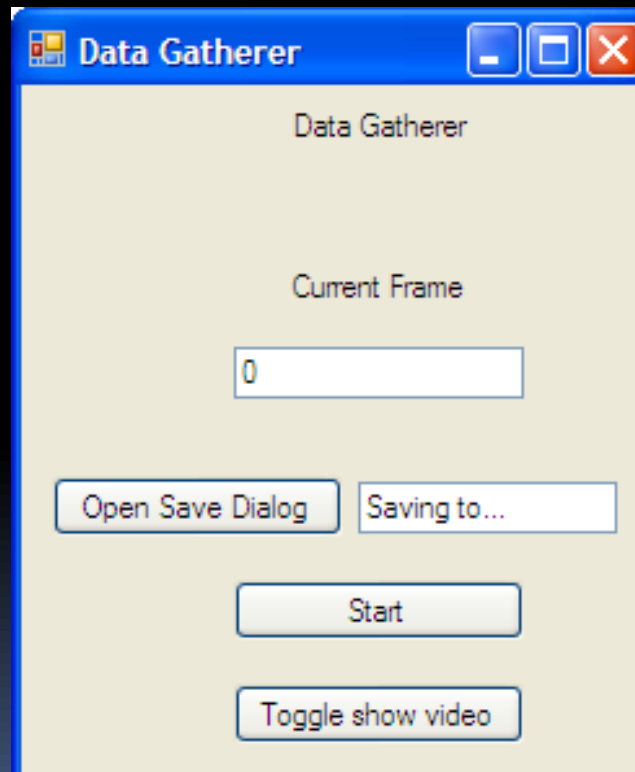 Data Gatherer
Data Gatherer
Current Frame
0
Open Save Dialog Saving to...
Start
Toggle show video